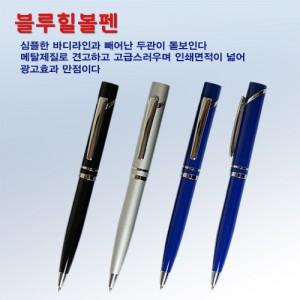 블루힐볼펜
심플한 바디라인과 빼어난 두관이 돋보인다
메탈재질로 견고하고 고급스러우며 인쇄면적이 넓어
광고효과 만점이다